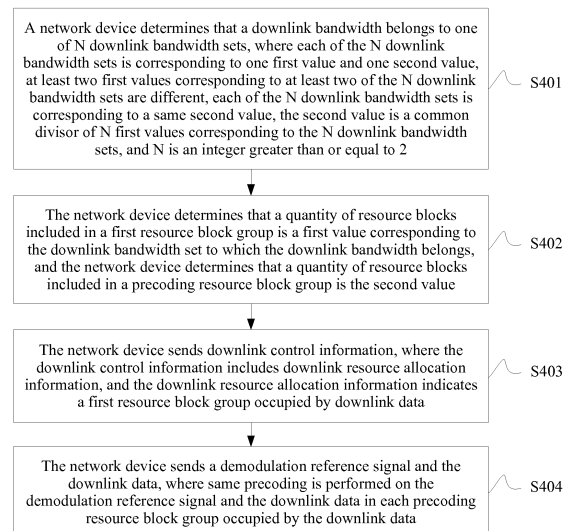 A network device determines that a downlink bandwidth belongs to one
of N downlink bandwidth sets, where each of the N downlink
bandwidth sets is corresponding to one first value and one second value,
at least two first values corresponding to at least two of the N downlink
bandwidth sets are different, each of the N downlink bandwidth sets is
corresponding to a same second value, the second value is a common
divisor of N first values corresponding to the N downlink bandwidth
sets, and N is an integer greater than or equal to 2
S401
The network device determines that a quantity of resource blocks
included in a first resource block group is a first value corresponding to
the downlink bandwidth set to which the downlink bandwidth belongs,
and the network device determines that a quantity of resource blocks
included in a precoding resource block group is the second value
S402
The network device sends downlink control information, where the
downlink control information includes downlink resource allocation
information, and the downlink resource allocation information indicates
a first resource block group occupied by downlink data
S403
The network device sends a demodulation reference signal and the
downlink data, where same precoding is performed on the
demodulation reference signal and the downlink data in each precoding
resource block group occupied by the downlink data
S404